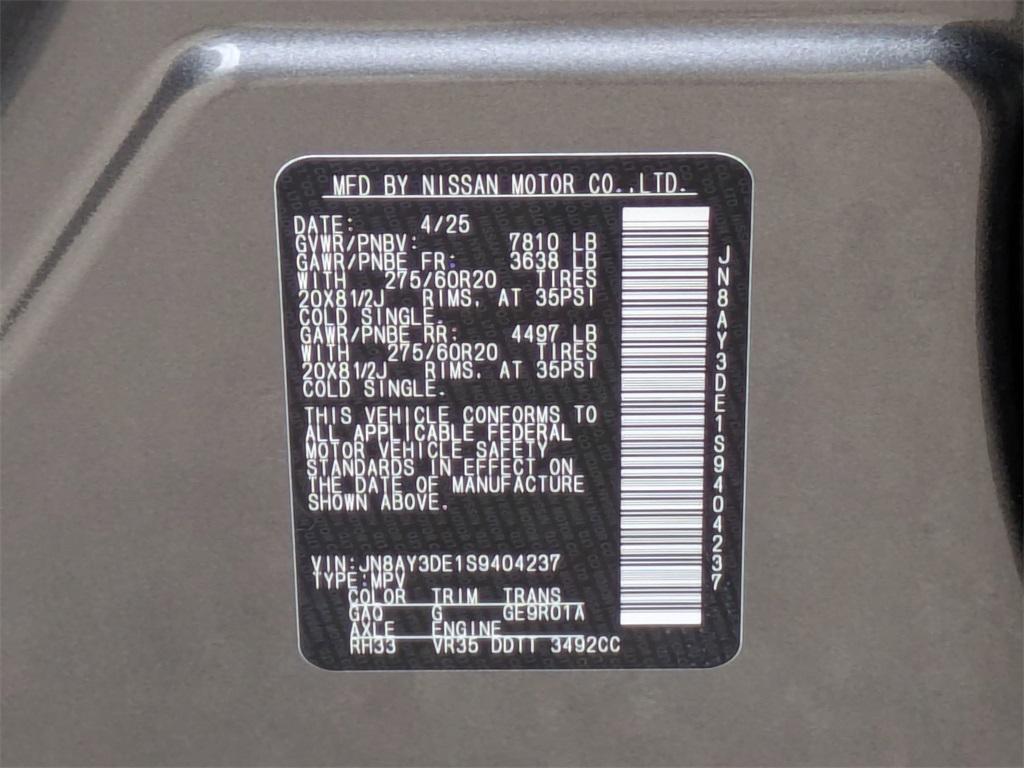 MFD BY NISSAN MOTOR CO.,LTD.
DATE: 4/25
GVWR/PNBV: 7810 LB
GAWR/PNBE FR: 3638 LB
WITH 275/60R20 TIRES
20X81/2J RIMS, AT 35PSI
COLD SINGLE.
GAWR/PNBE RR: 4497 LB
WITH 275/60R20 TIRES
20X81/2J RIMS, AT 35PSI
COLD SINGLE.
THIS VEHICLE CONFORMS TO
ALL APPLICABLE FEDERAL
MOTOR VEHICLE SAFETY
STANDARDS IN EFFECT ON
THE DATE OF MANUFACTURE
SHOWN ABOVE.
VIN:JN8AY3DE1S9404237
TYPE:MPV
COLOR TRIM TRANS
GAQ G GE9R01A
AXLE ENGINE
RH33 VR35 DDTT 3492CC
JN8AY3DE1S9404237